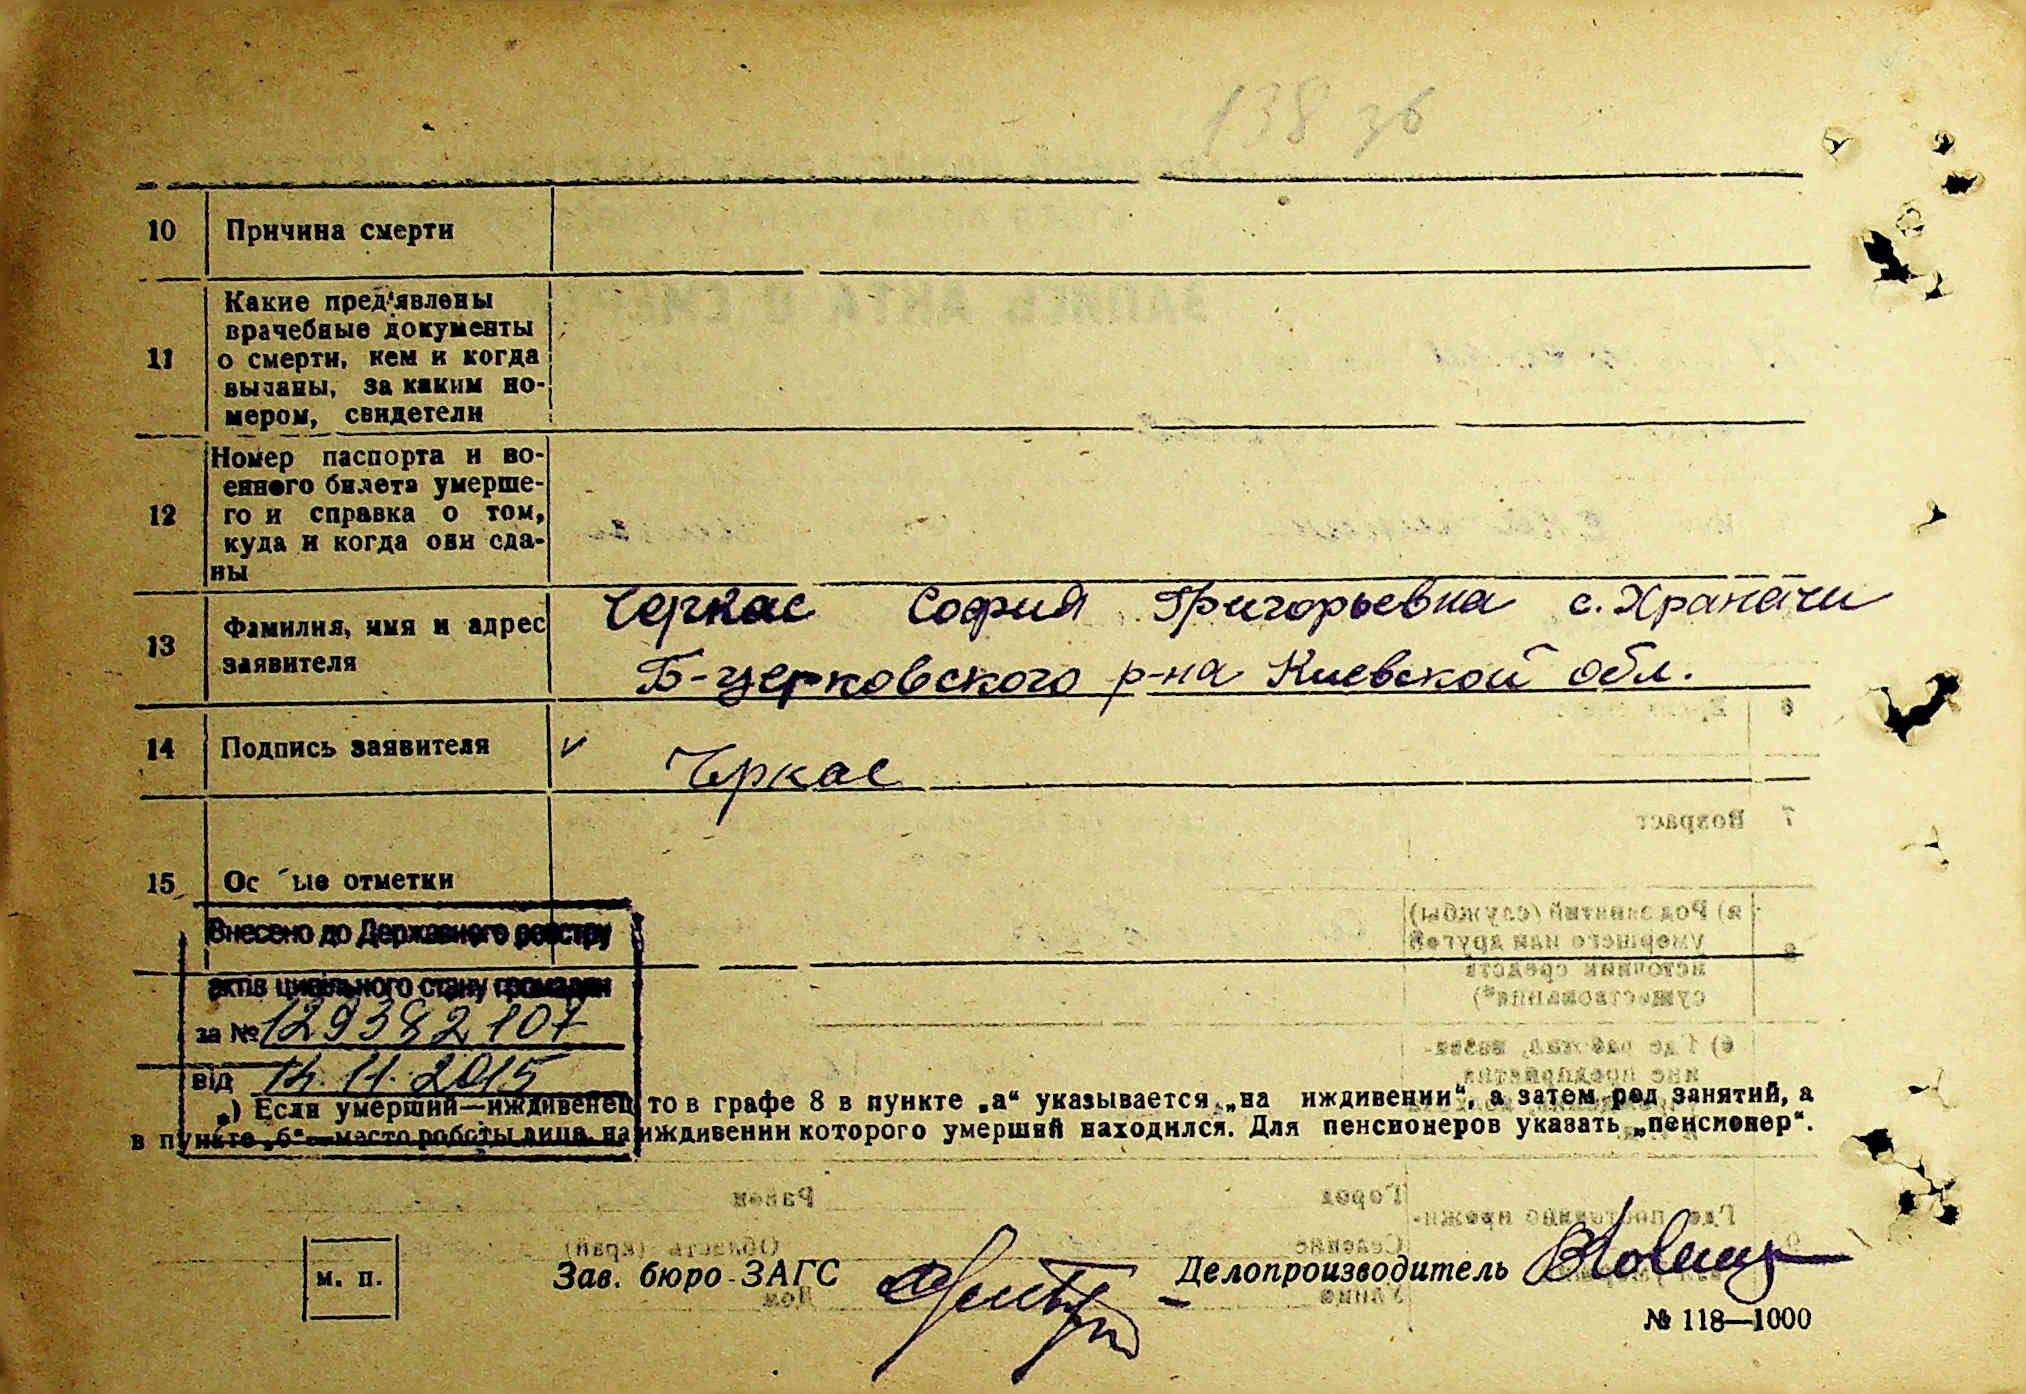 138 зв
10 Причина смерти
11 Какие пред'явлены
врачебные документы
о смерти, кем и когда
выданы, за каким но-
мером, свидетели
12 Номер паспорта и во-
енного билета умерше-
го и справка о том,
куда и когда они сда-
ны
13 Фамилия, имя и адрес
заявителя
Черкас София Григорьевна с. Храпачи
Б-церковского р-на Киевской обл.
14 Подпись заявителя
v Черкас
15 Ос ые отметки
Внесено до Державного реєстру
актів цивільного стану громадян
за № 129382107
від 14.11.2015
*) Если умерший—иждивенец то в графе 8 в пункте „а“ указывается „на иждивении“, а затем род занятий, а
в пункте „б“—место работы лица, на иждивении которого умерший находился. Для пенсионеров указать „пенсионер“.
м. п.
Зав. бюро ЗАГС
Делопроизводитель
№ 118—1000